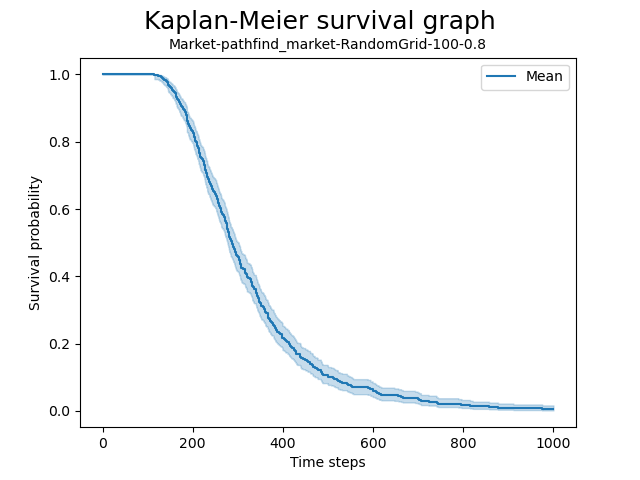 Kaplan-Meier survival graph
Market-pathfind_market-RandomGrid-100-0.8
Mean
Survival probability
1.0
0.8
0.6
0.4
0.2
0.0
0 200 400 600 800 1000
Time steps